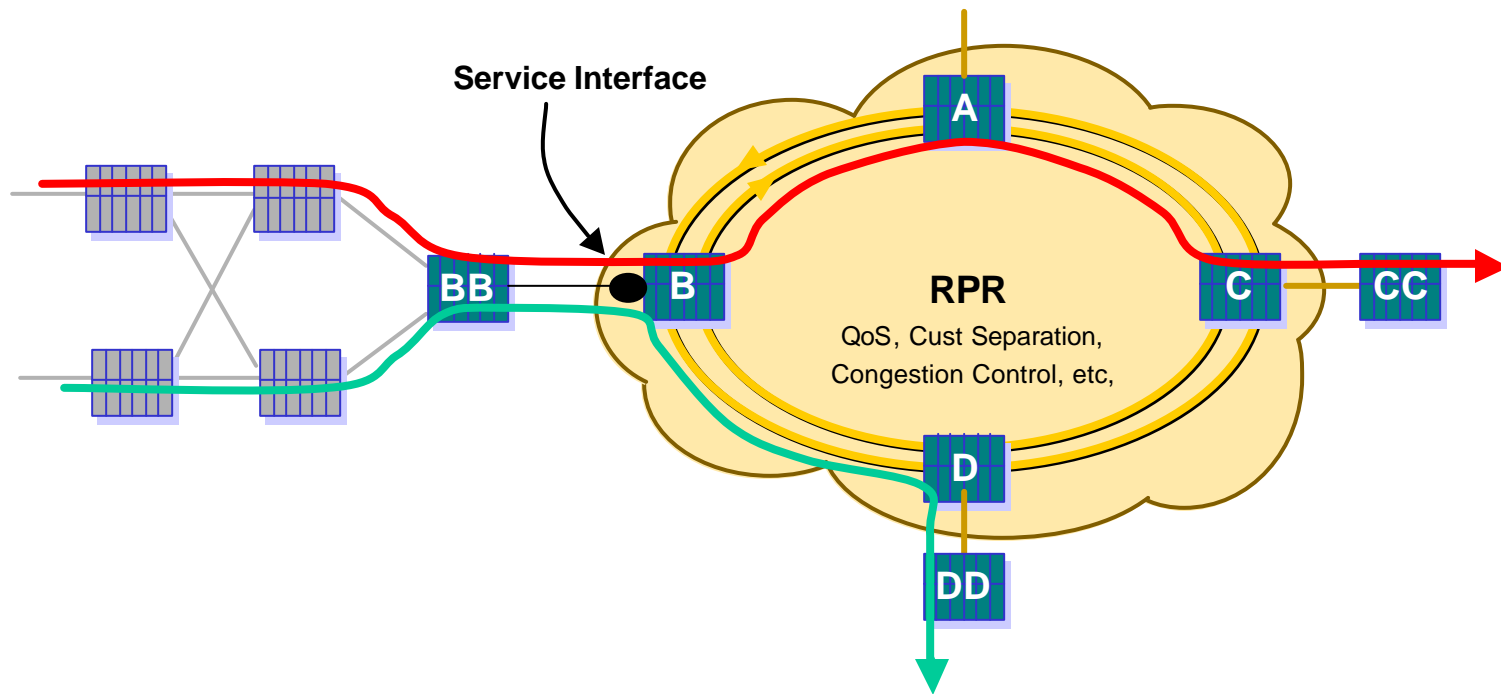 Service Interface
A
BB
B
RPR
C
CC
QoS, Cust Separation,
Congestion Control, etc,
D
DD